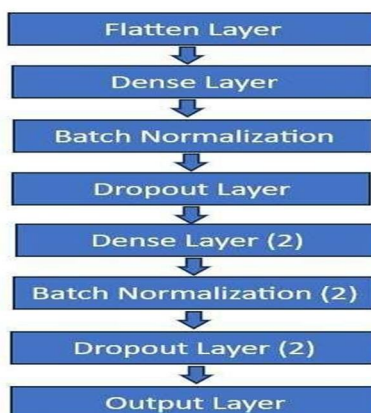 Flatten Layer
Dense Layer
Batch Normalization
Dropout Layer
Dense Layer (2)
Batch Normalization (2)
Dropout Layer (2)
Output Layer